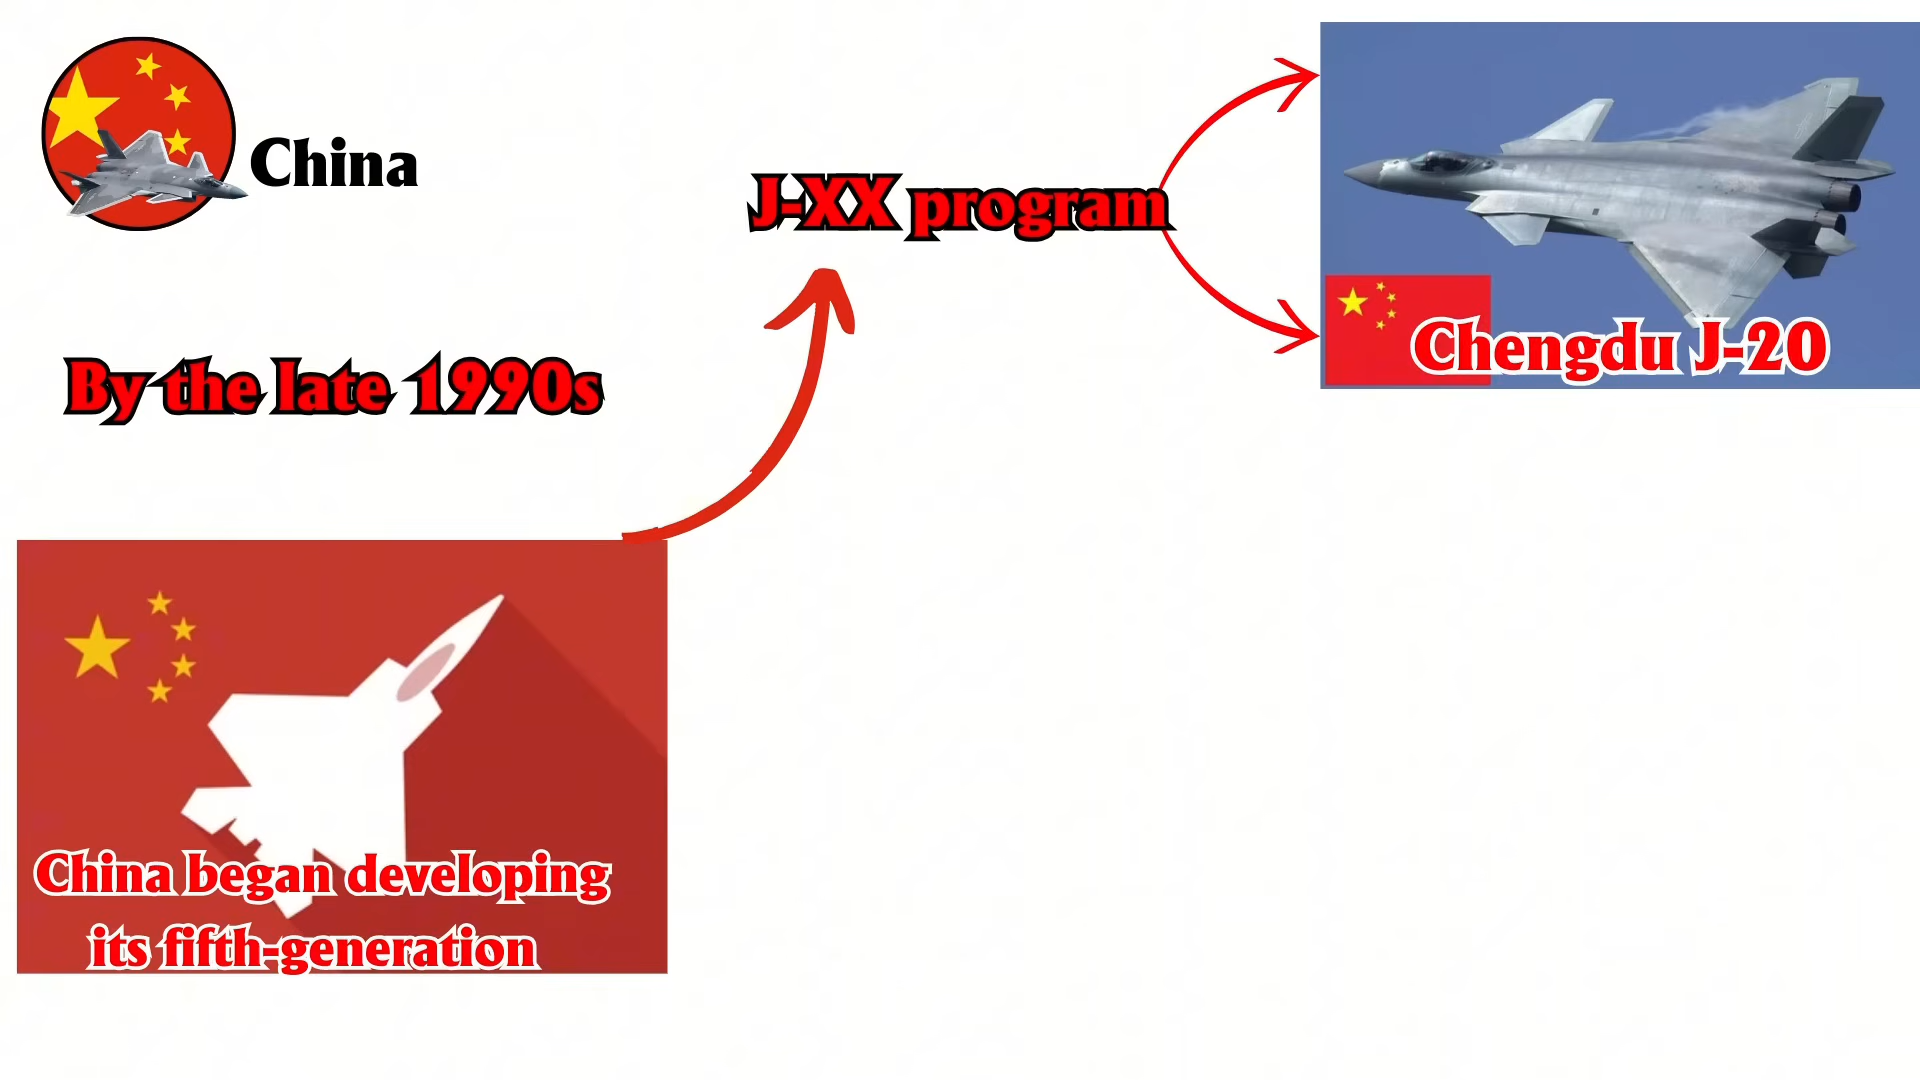 China
J-XX program
Chengdu J-20
By the late 1990s
China began developing
its fifth-generation